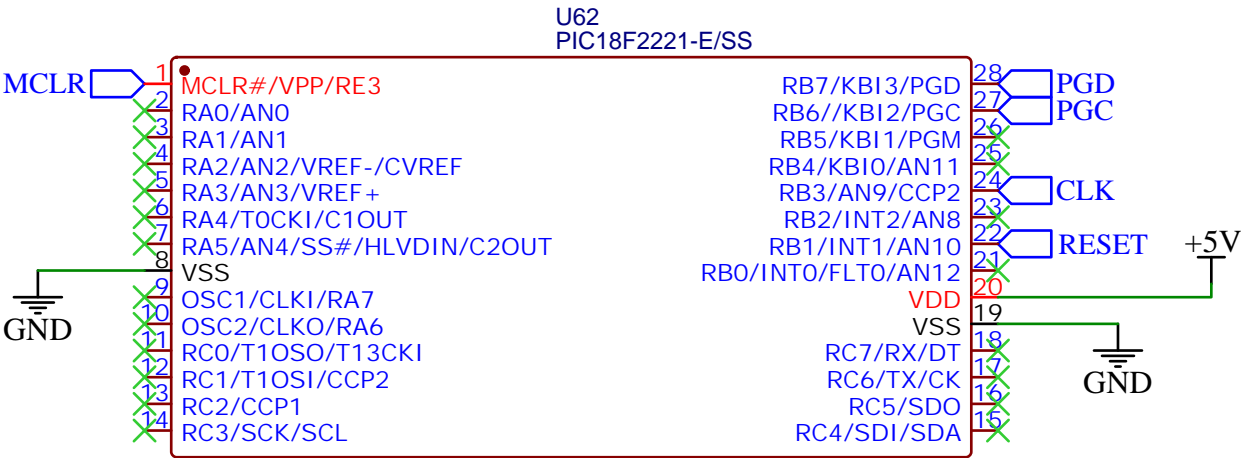 U62
PIC18F2221-E/SS
MCLR 1 MCLR#/VPP/RE3 RB7/KBI3/PGD 28 PGD
2 RA0/AN0 RB6//KBI2/PGC 27 PGC
3 RA1/AN1 RB5/KBI1/PGM 26
4 RA2/AN2/VREF-/CVREF RB4/KBI0/AN11 25
5 RA3/AN3/VREF+ RB3/AN9/CCP2 24 CLK
6 RA4/T0CKI/C1OUT RB2/INT2/AN8 23
7 RA5/AN4/SS#/HLVDIN/C2OUT RB1/INT1/AN10 22 RESET +5V
8 VSS RB0/INT0/FLT0/AN12 21
9 OSC1/CLKI/RA7 VDD 20
GND 10 OSC2/CLKO/RA6 VSS 19
11 RC0/T1OSO/T13CKI RC7/RX/DT 18
12 RC1/T1OSI/CCP2 RC6/TX/CK 17 GND
13 RC2/CCP1 RC5/SDO 16
14 RC3/SCK/SCL RC4/SDI/SDA 15